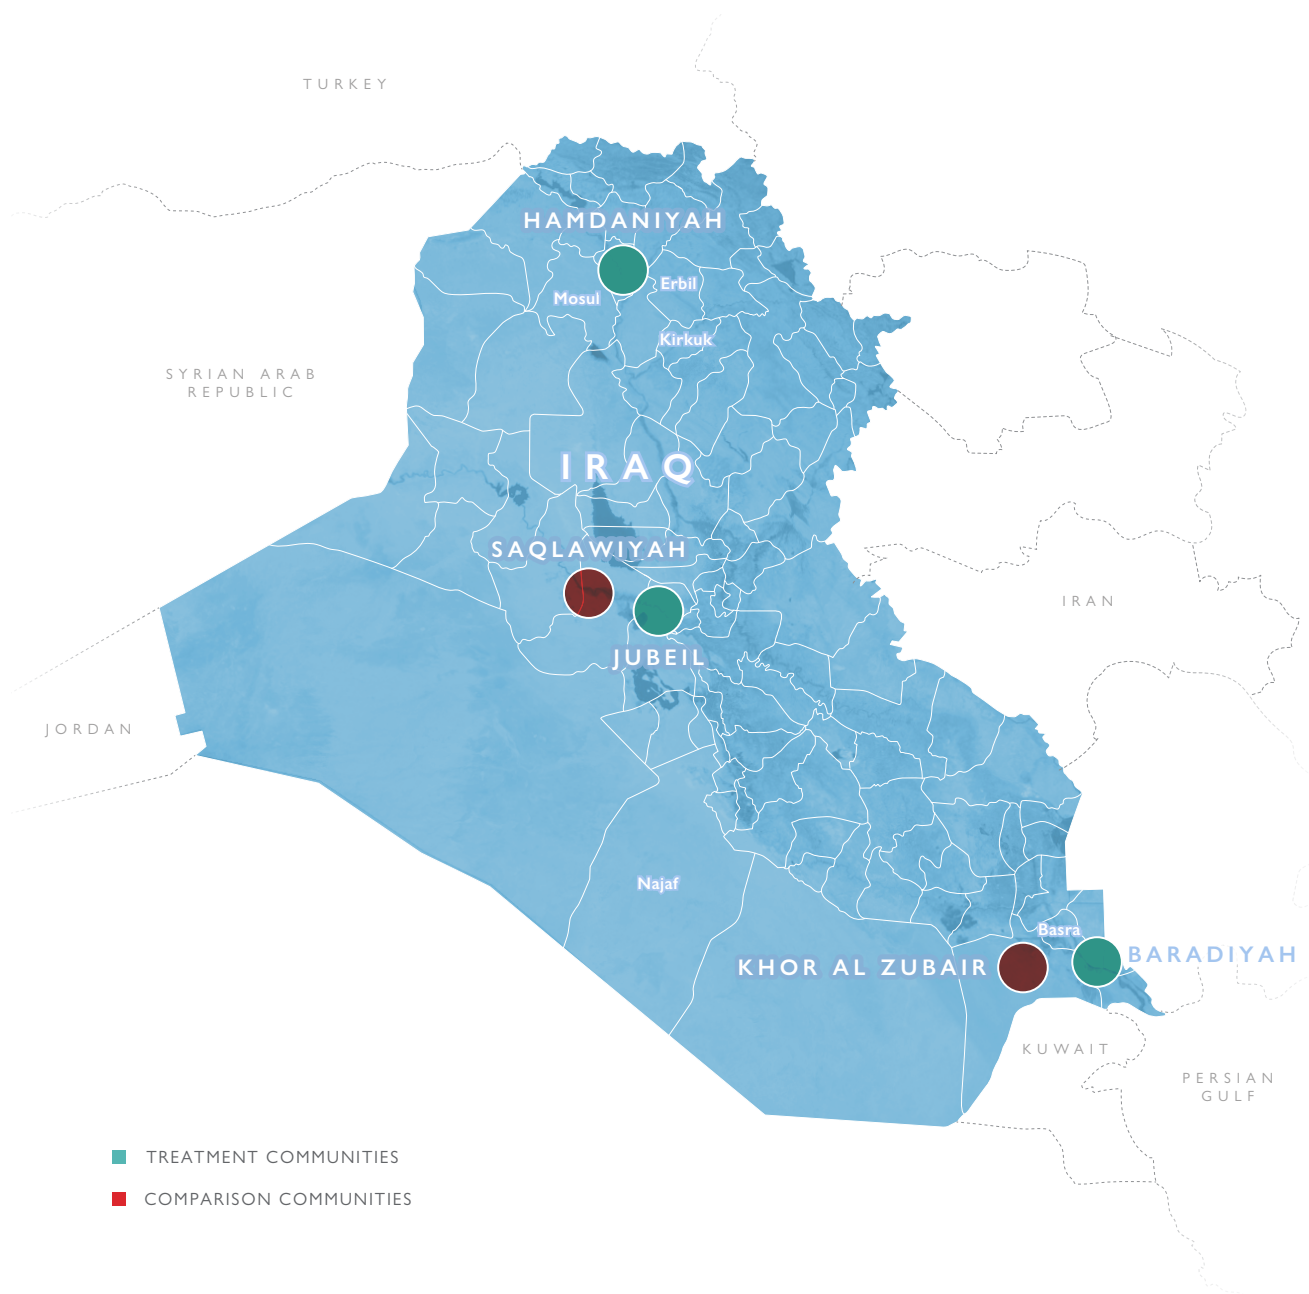 TURKEY
HAMDANIYAH
Erbil
Mosul
Kirkuk
SYRIAN ARAB
REPUBLIC
IRAQ
SAQLAWIYAH
IRAN
JUBEIL
JORDAN
Najaf
Basra
BARADIYAH
KHOR AL ZUBAIR
KUWAIT
PERSIAN
GULF
TREATMENT COMMUNITIES
COMPARISON COMMUNITIES